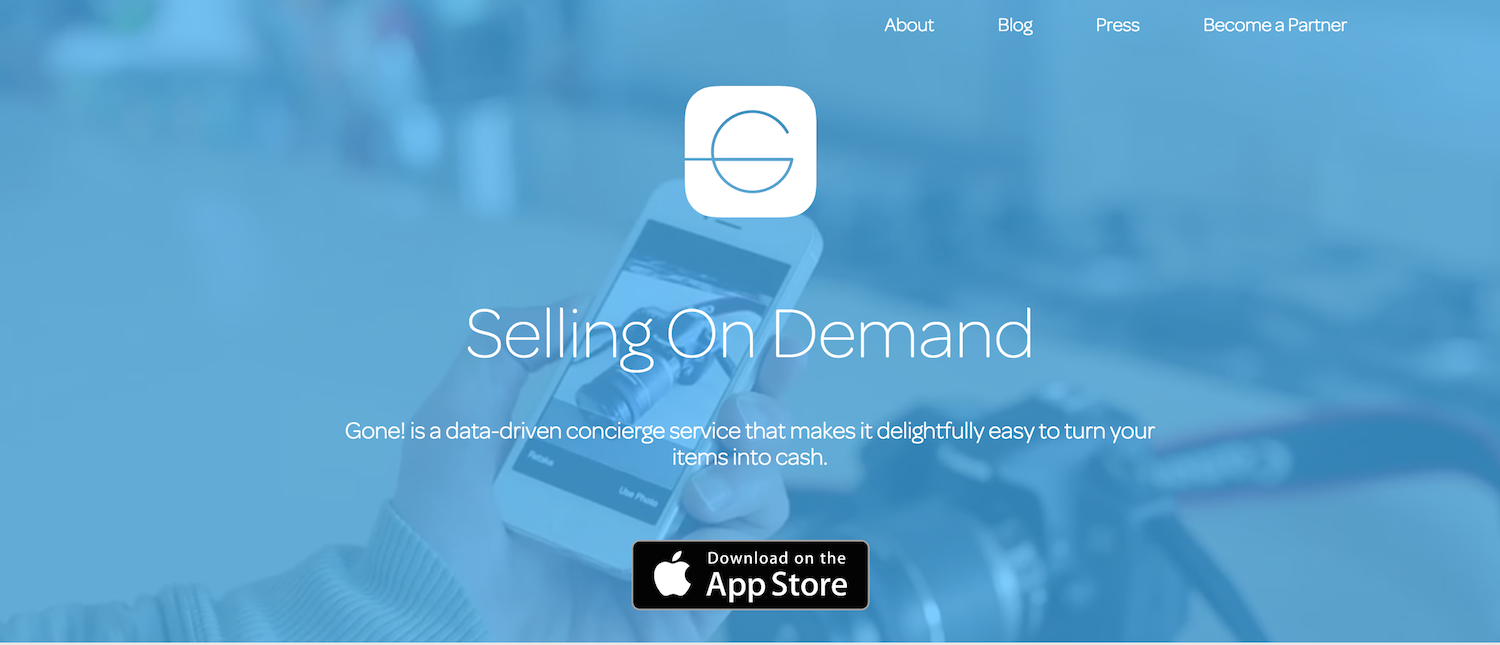 About
Blog
Press
Become a Partner
G
Selling On Demand
Gone! is a data-driven concierge service that makes it delightfully easy to turn your
items into cash.
Retake
Use Photo
Download on the
App Store